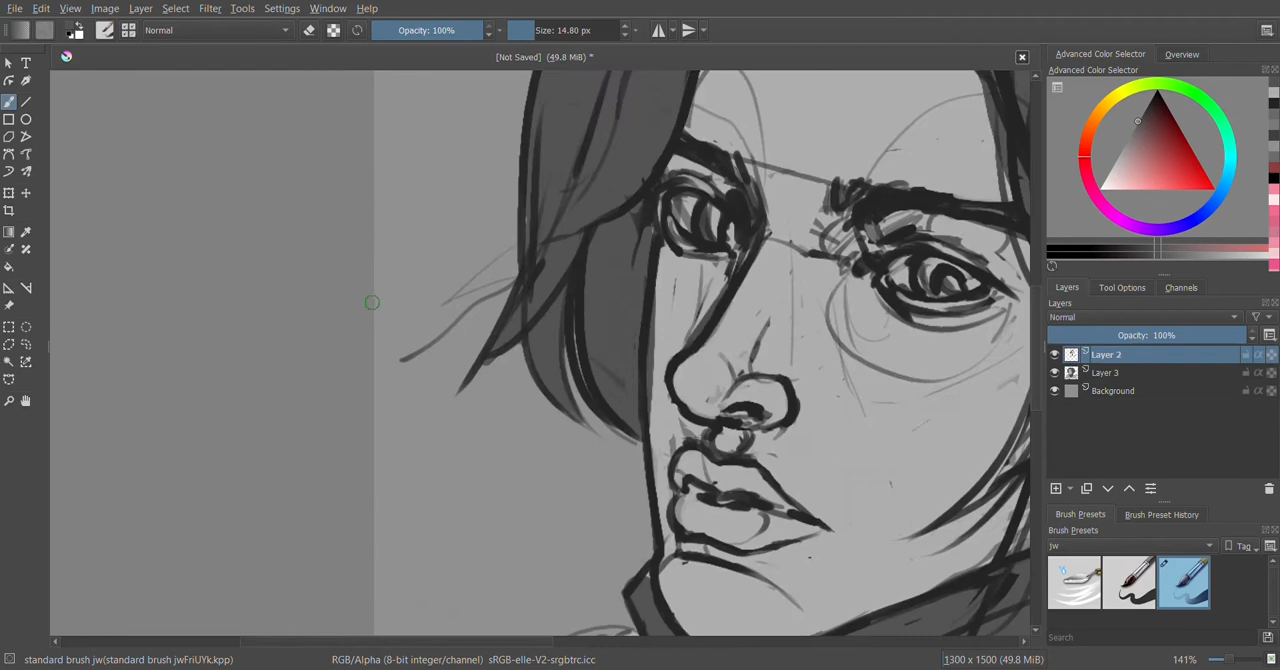 File Edit View Image Layer Select Filter Tools Settings Window Help
Normal Opacity: 100% Size: 14.80 px
[Not Saved] (49.8 MiB) *
Advanced Color Selector Overview
Advanced Color Selector
Layers Tool Options Channels
Layers
Normal
Opacity: 100%
Layer 2
Layer 3
Background
Brush Presets Brush Preset History
Brush Presets
jw Tag
Search
standard brush jw(standard brush jwFriUYk.kpp) RGB/Alpha (8-bit integer/channel) sRGB-elle-V2-srgbtrc.icc 1300 x 1500 (49.8 MiB) 141%